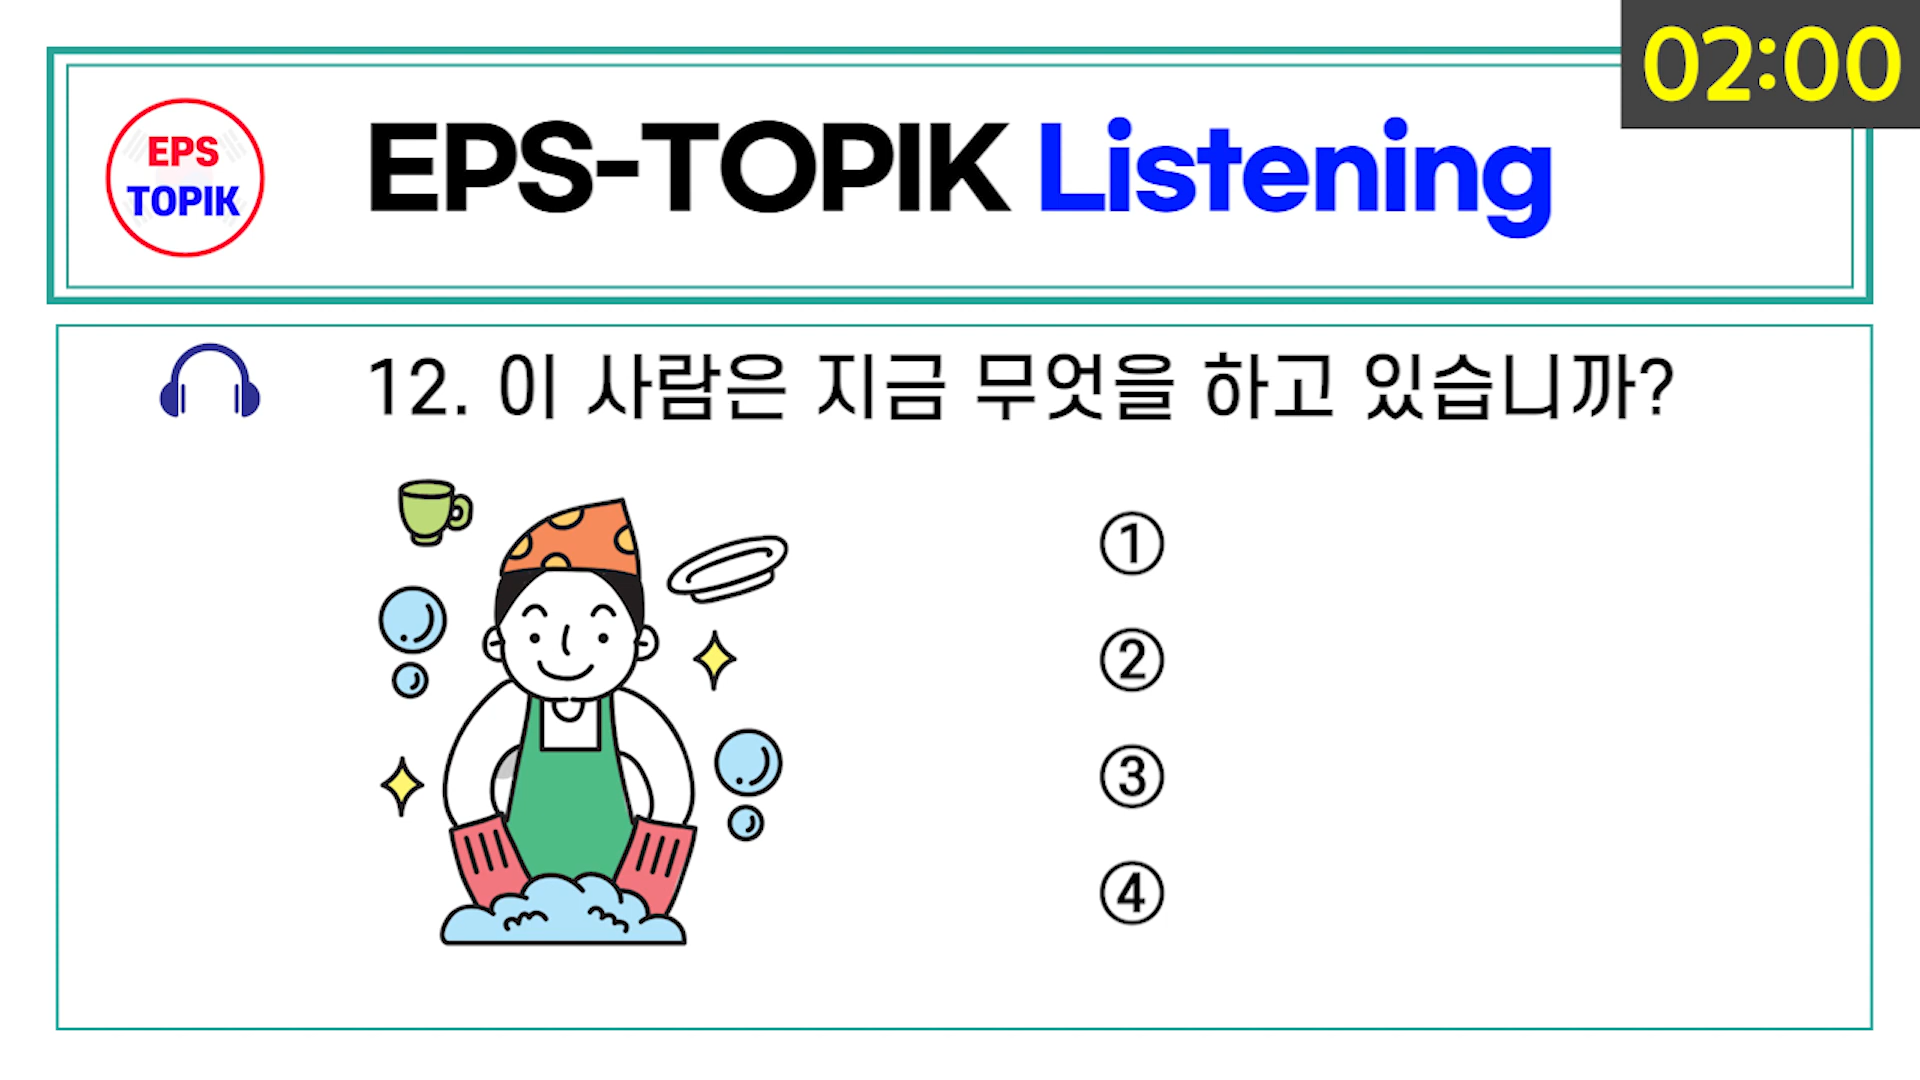 02:00
EPS
TOPIK
EPS-TOPIK Listening
12. 이 사람은 지금 무엇을 하고 있습니까?
①
②
③
④